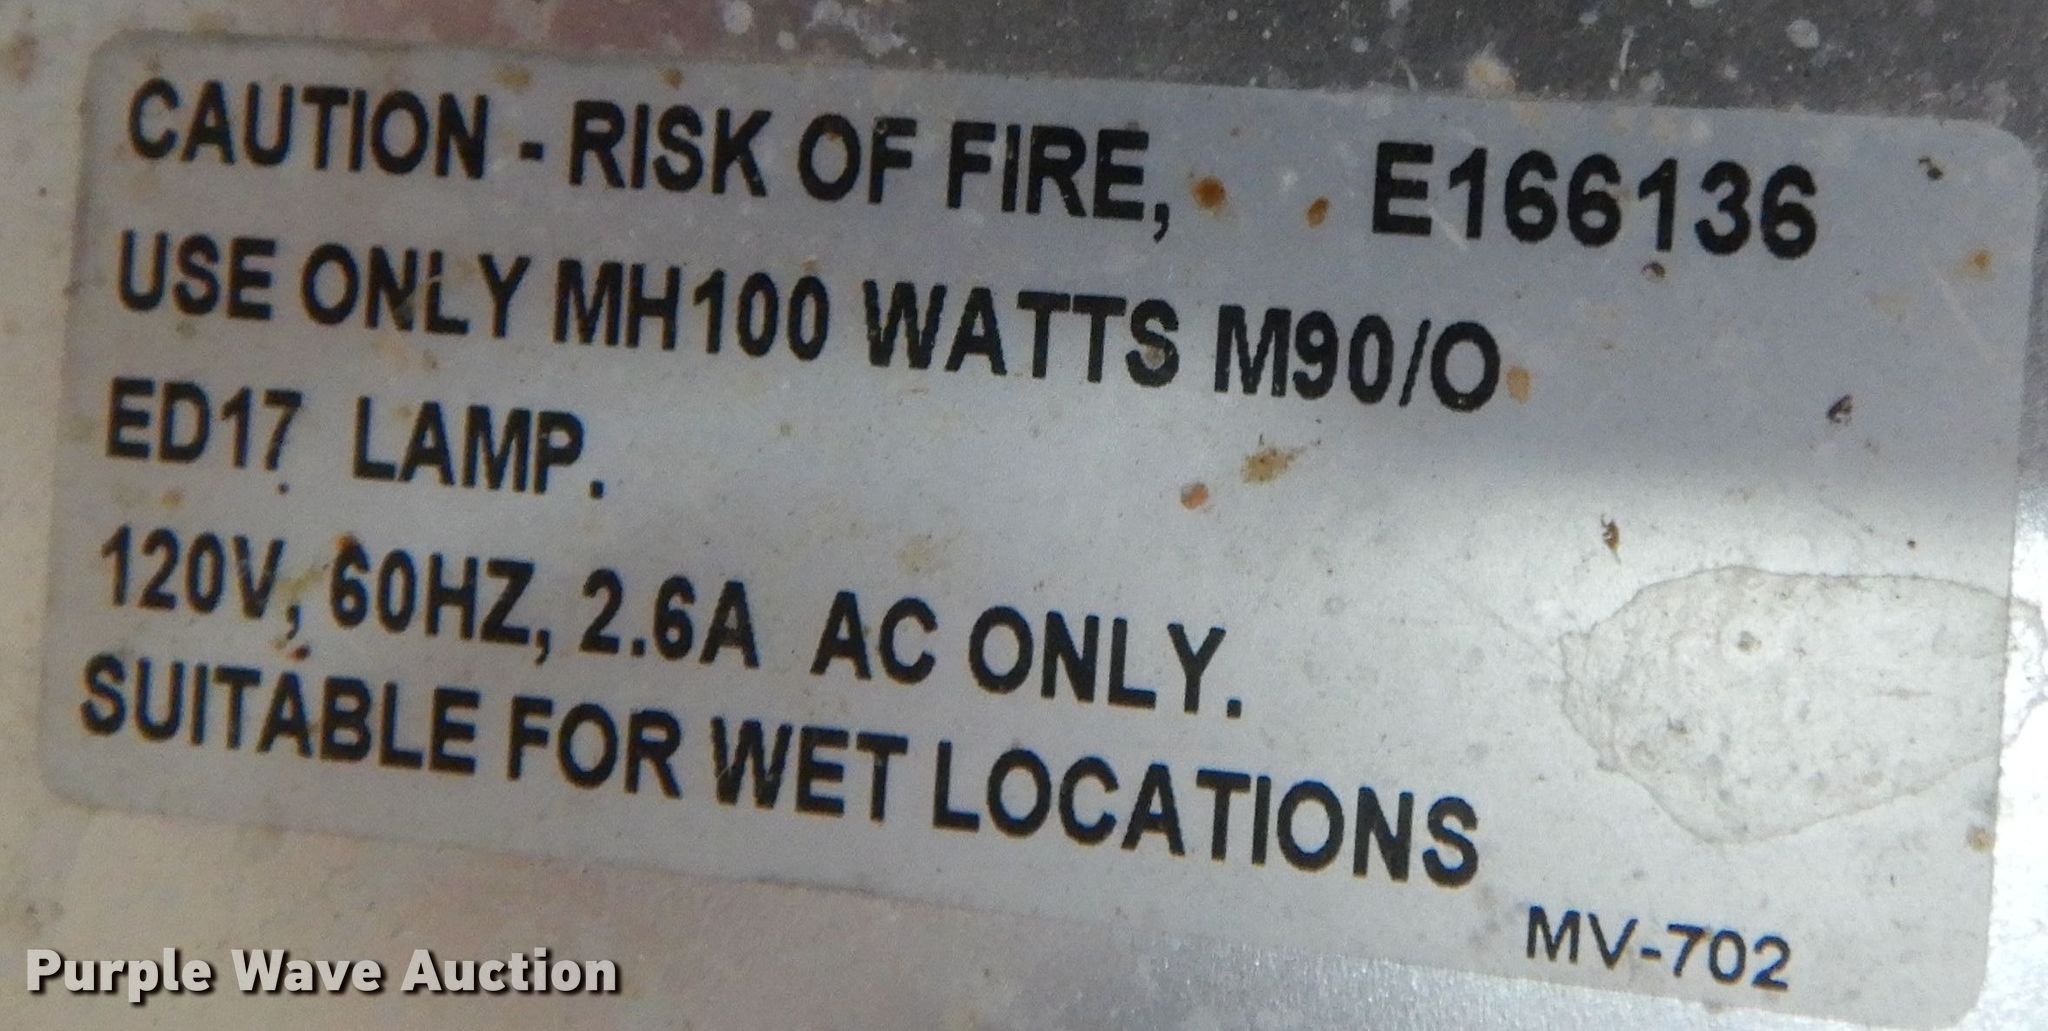 CAUTION - RISK OF FIRE, E166136
USE ONLY MH100 WATTS M90/O
ED17 LAMP.
120V, 60HZ, 2.6A AC ONLY.
SUITABLE FOR WET LOCATIONS
MV-702
Purple Wave Auction